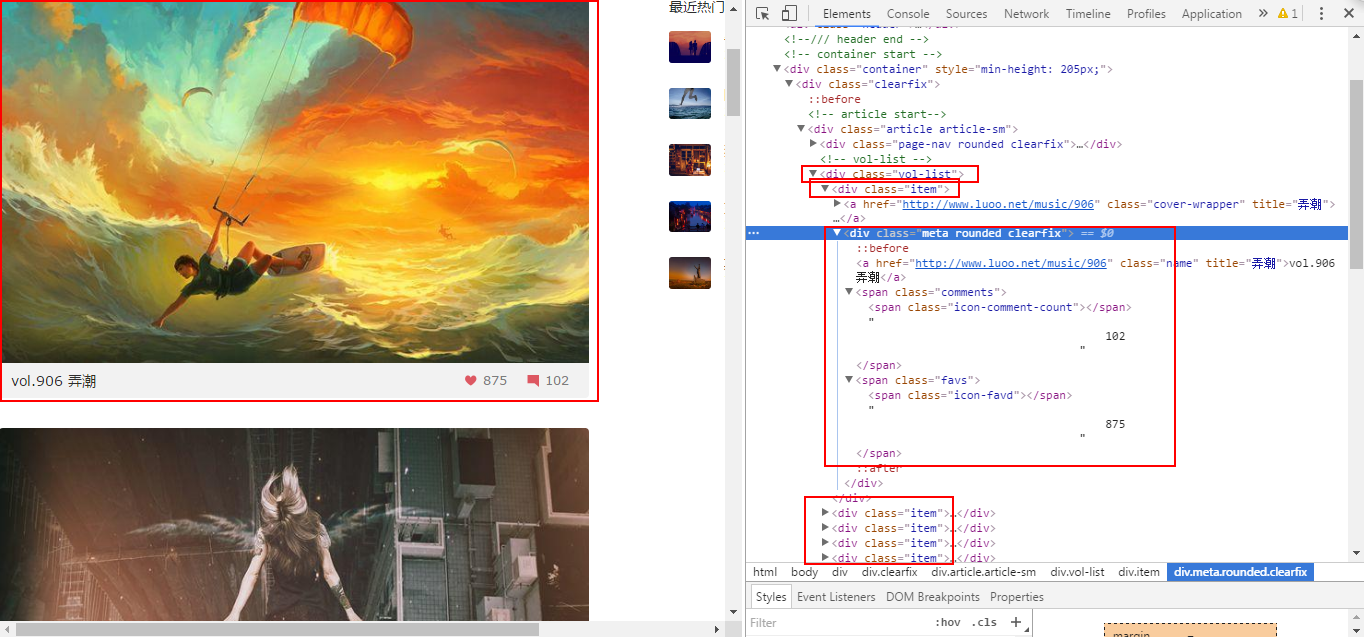 最近热门
vol.906 弄潮
875
102
Elements Console Sources Network Timeline Profiles Application » 1
<!--/// header end -->
<!-- container start -->
▼<div class="container" style="min-height: 205px;">
▼<div class="clearfix">
::before
<!-- article start-->
▼<div class="article article-sm">
▶<div class="page-nav rounded clearfix">…</div>
<!-- vol-list -->
▼<div class="vol-list">
▼<div class="item">
▶<a href="http://www.luoo.net/music/906" class="cover-wrapper" title="弄潮">
…</a>
… ▼<div class="meta rounded clearfix"> == $0
::before
<a href="http://www.luoo.net/music/906" class="name" title="弄潮">vol.906
弄潮</a>
▼<span class="comments">
<span class="icon-comment-count"></span>
"
102
"
</span>
▼<span class="favs">
<span class="icon-favd"></span>
"
875
"
</span>
::after
</div>
</div>
▶<div class="item">…</div>
▶<div class="item">…</div>
▶<div class="item">…</div>
▶<div class="item">…</div>
html body div div.clearfix div.article.article-sm div.vol-list div.item div.meta.rounded.clearfix
Styles Event Listeners DOM Breakpoints Properties
Filter :hov .cls +
margin